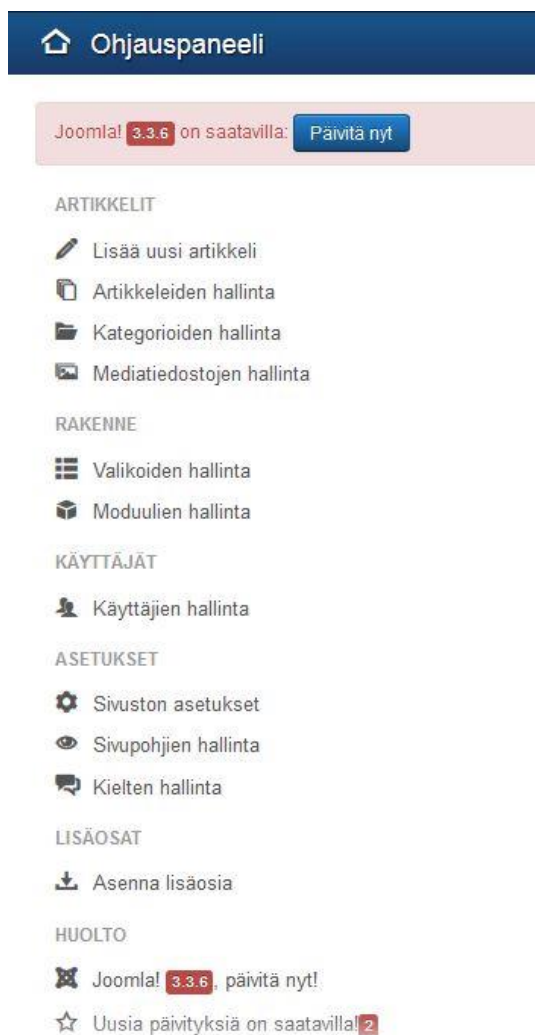 Ohjauspaneeli
Joomla! 3.3.6 on saatavilla: Päivitä nyt
ARTIKKELIT
Lisää uusi artikkeli
Artikkeleiden hallinta
Kategorioiden hallinta
Mediatiedostojen hallinta
RAKENNE
Valikoiden hallinta
Moduulien hallinta
KÄYTTÄJÄT
Käyttäjien hallinta
ASETUKSET
Sivuston asetukset
Sivupohjien hallinta
Kielten hallinta
LISÄOSAT
Asenna lisäosia
HUOLTO
Joomla! 3.3.6, päivitä nyt!
Uusia päivityksiä on saatavilla! 2